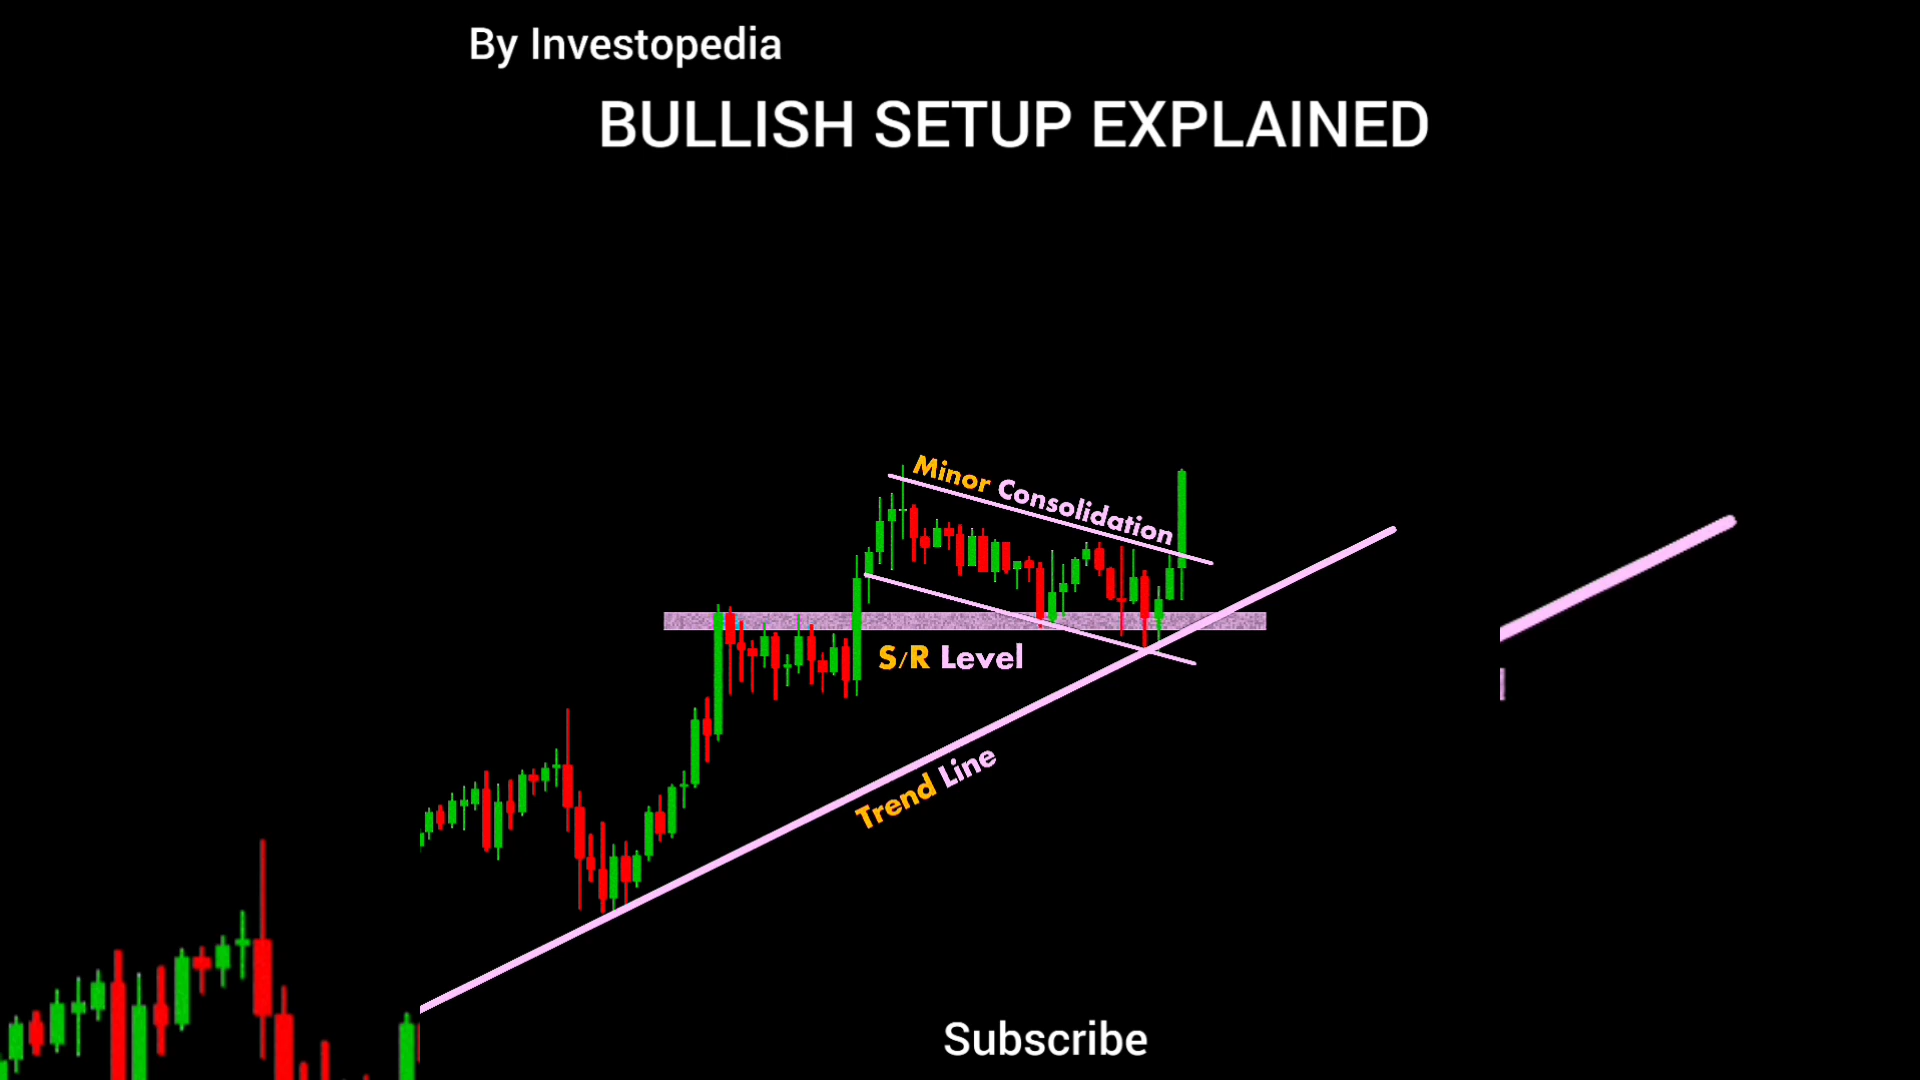 By Investopedia
BULLISH SETUP EXPLAINED
Minor Consolidation
S/R Level
Trend Line
Subscribe